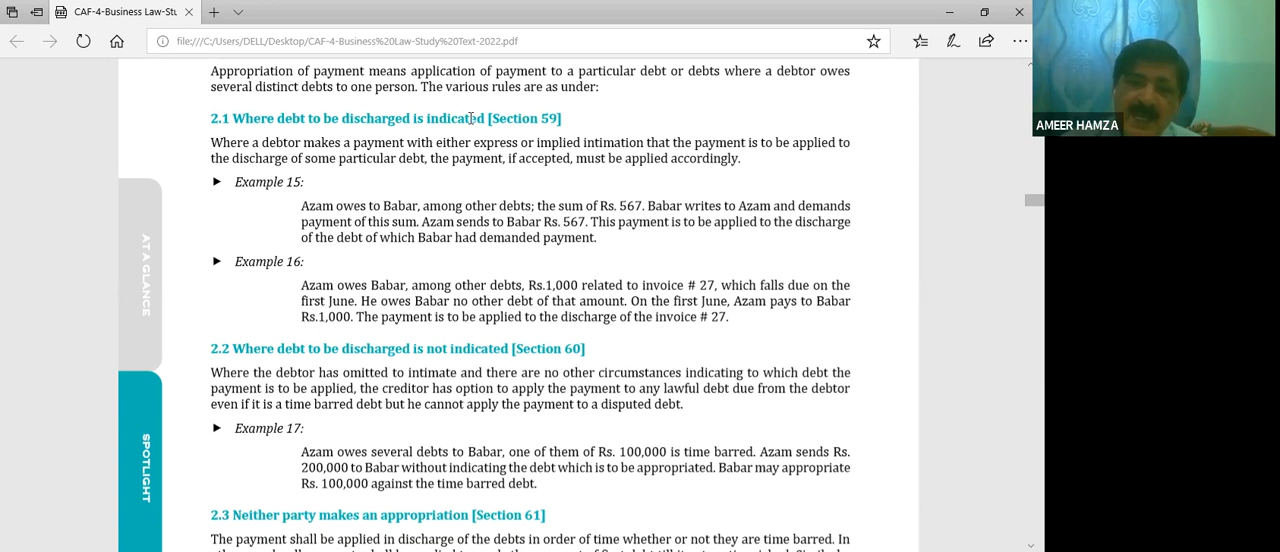 CAF-4-Business Law-Stu
file:///C:/Users/DELL/Desktop/CAF-4-Business%20Law-Study%20Text-2022.pdf
AMEER HAMZA
Appropriation of payment means application of payment to a particular debt or debts where a debtor owes
several distinct debts to one person. The various rules are as under:
2.1 Where debt to be discharged is indicated [Section 59]
Where a debtor makes a payment with either express or implied intimation that the payment is to be applied to
the discharge of some particular debt, the payment, if accepted, must be applied accordingly.
Example 15:
Azam owes to Babar, among other debts; the sum of Rs. 567. Babar writes to Azam and demands
payment of this sum. Azam sends to Babar Rs. 567. This payment is to be applied to the discharge
of the debt of which Babar had demanded payment.
Example 16:
Azam owes Babar, among other debts, Rs.1,000 related to invoice # 27, which falls due on the
first June. He owes Babar no other debt of that amount. On the first June, Azam pays to Babar
Rs.1,000. The payment is to be applied to the discharge of the invoice # 27.
AT A GLANCE
2.2 Where debt to be discharged is not indicated [Section 60]
Where the debtor has omitted to intimate and there are no other circumstances indicating to which debt the
payment is to be applied, the creditor has option to apply the payment to any lawful debt due from the debtor
even if it is a time barred debt but he cannot apply the payment to a disputed debt.
Example 17:
Azam owes several debts to Babar, one of them of Rs. 100,000 is time barred. Azam sends Rs.
200,000 to Babar without indicating the debt which is to be appropriated. Babar may appropriate
Rs. 100,000 against the time barred debt.
SPOTLIGHT
2.3 Neither party makes an appropriation [Section 61]
The payment shall be applied in discharge of the debts in order of time whether or not they are time barred. In